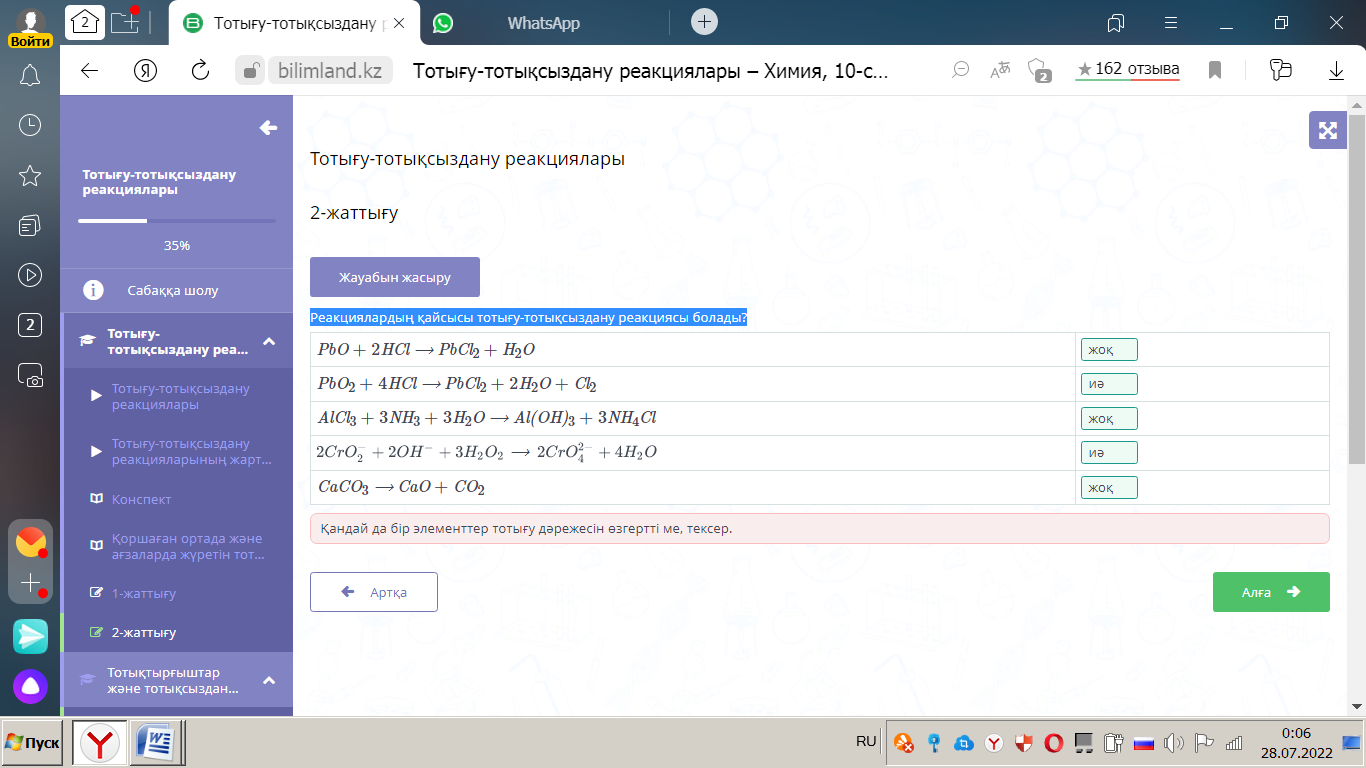 2
Тотығу-тотықсыздану р
WhatsApp
Войти
bilimland.kz
Тотығу-тотықсыздану реакциялары – Химия, 10-с...
2
★ 162 отзыва
Тотығу-тотықсыздану
реакциялары
35%
Сабаққа шолу
Тотығу-
тотықсыздану реа...
Тотығу-тотықсыздану
реакциялары
Тотығу-тотықсыздану
реакцияларының жарт...
Конспект
Қоршаған ортада және
ағзаларда жүретін тот...
1-жаттығу
2-жаттығу
Тотықтырғыштар
және тотықсыздан...
2
Тотығу-тотықсыздану реакциялары
2-жаттығу
Жауабын жасыру
Реакциялардың қайсысы тотығу-тотықсыздану реакциясы болады?
PbO + 2HCl → PbCl₂ + H₂O жоқ
PbO₂ + 4HCl → PbCl₂ + 2H₂O + Cl₂ иә
AlCl₃ + 3NH₃ + 3H₂O → Al(OH)₃ + 3NH₄Cl жоқ
2CrO₂⁻ + 2OH⁻ + 3H₂O₂ → 2CrO₄²⁻ + 4H₂O иә
CaCO₃ → CaO + CO₂ жоқ
Қандай да бір элементтер тотығу дәрежесін өзгертті ме, тексер.
Артқа
Алға
Пуск
RU
0:06
28.07.2022